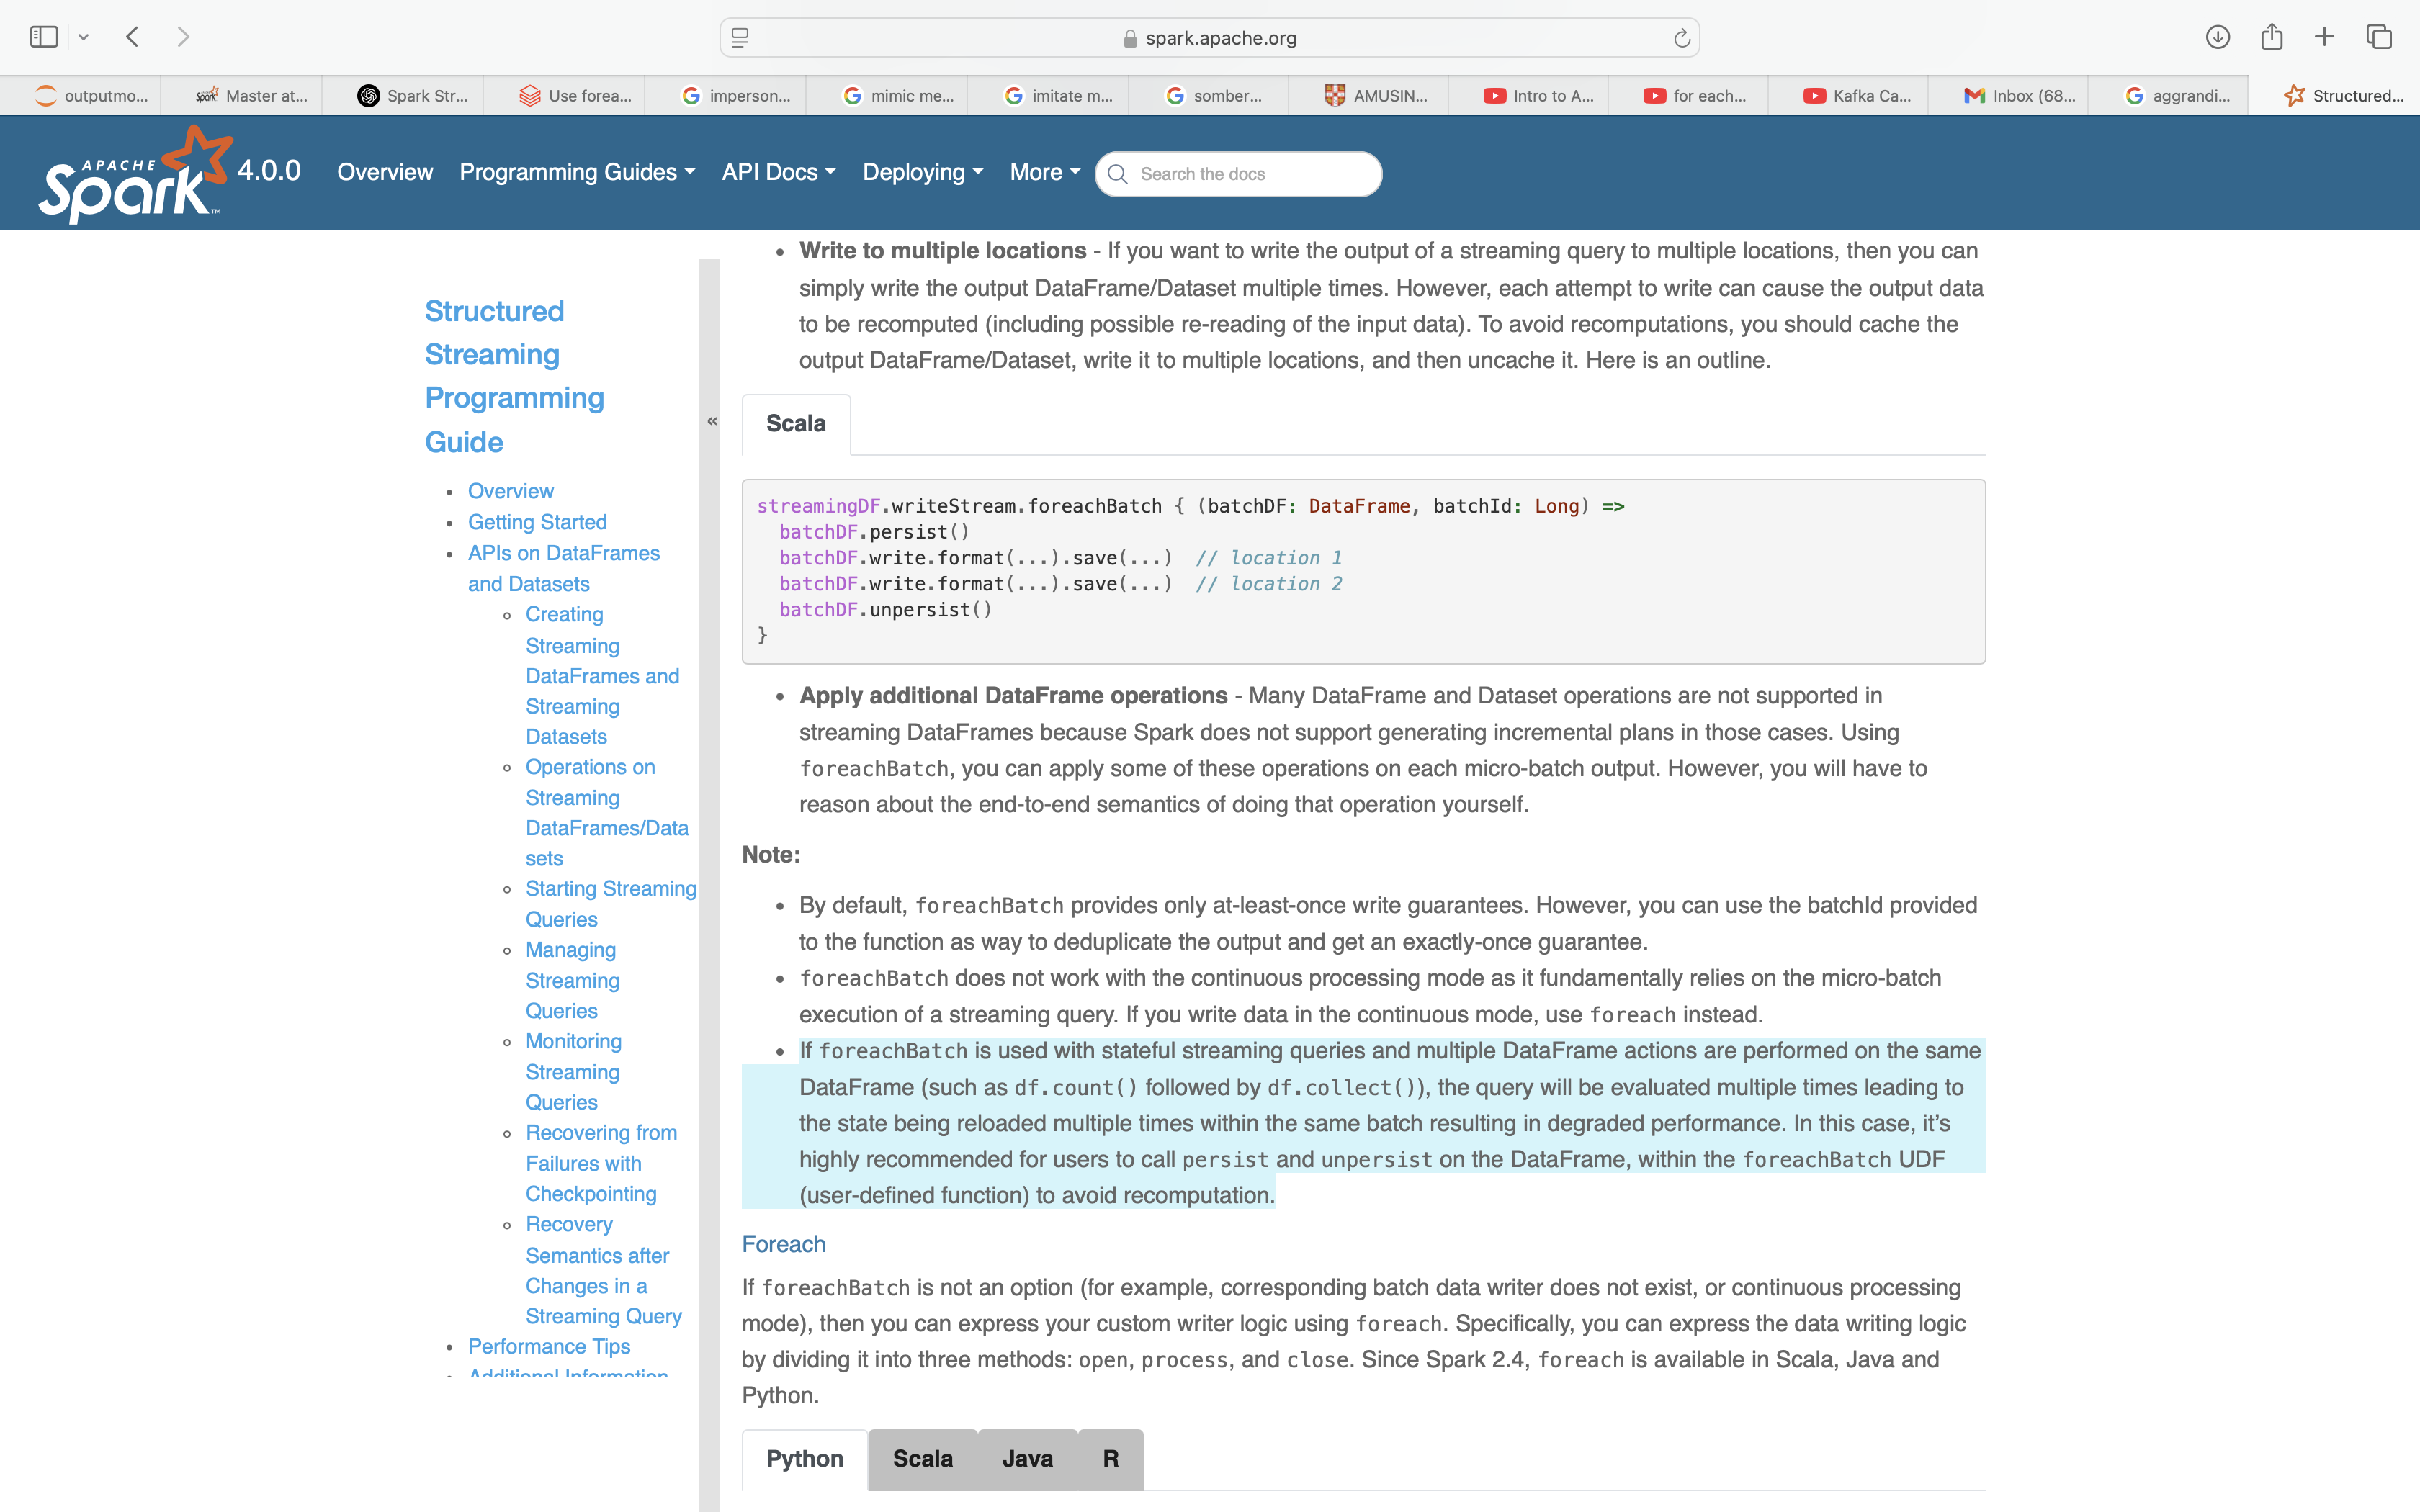 spark.apache.org
outputmo...
Master at...
Spark Str...
Use forea...
imperson...
mimic me...
imitate m...
somber...
AMUSIN...
Intro to A...
for each...
Kafka Ca...
Inbox (68...
aggrandi...
Structured...
APACHE Spark™ 4.0.0
Overview
Programming Guides
API Docs
Deploying
More
Search the docs
Structured
Streaming
Programming
Guide
• Overview
• Getting Started
• APIs on DataFrames
and Datasets
◦ Creating
Streaming
DataFrames and
Streaming
Datasets
◦ Operations on
Streaming
DataFrames/Data
sets
◦ Starting Streaming
Queries
◦ Managing
Streaming
Queries
◦ Monitoring
Streaming
Queries
◦ Recovering from
Failures with
Checkpointing
◦ Recovery
Semantics after
Changes in a
Streaming Query
• Performance Tips
• Additional Information
«
• Write to multiple locations - If you want to write the output of a streaming query to multiple locations, then you can
simply write the output DataFrame/Dataset multiple times. However, each attempt to write can cause the output data
to be recomputed (including possible re-reading of the input data). To avoid recomputations, you should cache the
output DataFrame/Dataset, write it to multiple locations, and then uncache it. Here is an outline.
Scala
streamingDF.writeStream.foreachBatch { (batchDF: DataFrame, batchId: Long) =>
  batchDF.persist()
  batchDF.write.format(...).save(...)  // location 1
  batchDF.write.format(...).save(...)  // location 2
  batchDF.unpersist()
}
• Apply additional DataFrame operations - Many DataFrame and Dataset operations are not supported in
streaming DataFrames because Spark does not support generating incremental plans in those cases. Using
foreachBatch, you can apply some of these operations on each micro-batch output. However, you will have to
reason about the end-to-end semantics of doing that operation yourself.
Note:
• By default, foreachBatch provides only at-least-once write guarantees. However, you can use the batchId provided
to the function as way to deduplicate the output and get an exactly-once guarantee.
• foreachBatch does not work with the continuous processing mode as it fundamentally relies on the micro-batch
execution of a streaming query. If you write data in the continuous mode, use foreach instead.
• If foreachBatch is used with stateful streaming queries and multiple DataFrame actions are performed on the same
DataFrame (such as df.count() followed by df.collect()), the query will be evaluated multiple times leading to
the state being reloaded multiple times within the same batch resulting in degraded performance. In this case, it's
highly recommended for users to call persist and unpersist on the DataFrame, within the foreachBatch UDF
(user-defined function) to avoid recomputation.
Foreach
If foreachBatch is not an option (for example, corresponding batch data writer does not exist, or continuous processing
mode), then you can express your custom writer logic using foreach. Specifically, you can express the data writing logic
by dividing it into three methods: open, process, and close. Since Spark 2.4, foreach is available in Scala, Java and
Python.
Python
Scala
Java
R